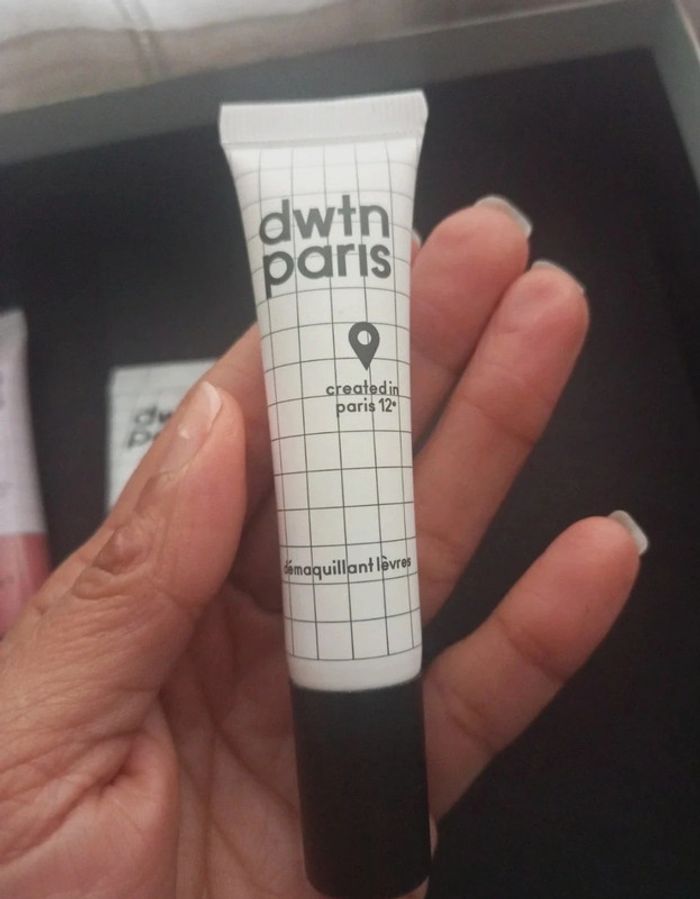 dwtn
paris
created in
paris 12e
démaquillant lèvres